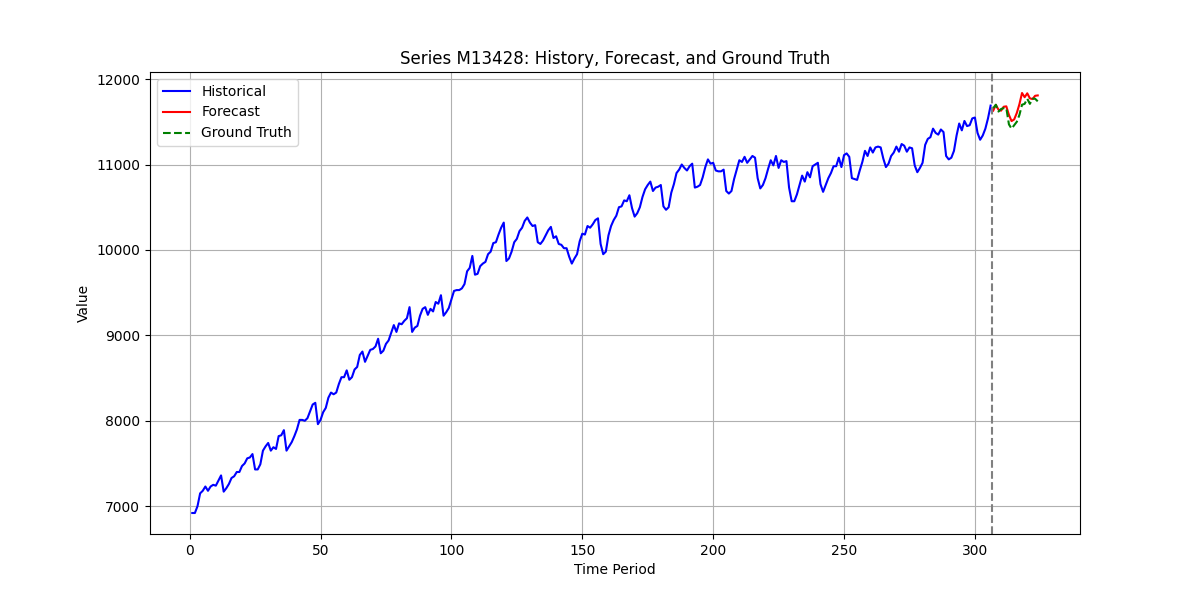 Series M13428: History, Forecast, and Ground Truth
12000
11000
10000
9000
8000
7000
Value
Historical
Forecast
Ground Truth
0 50 100 150 200 250 300
Time Period